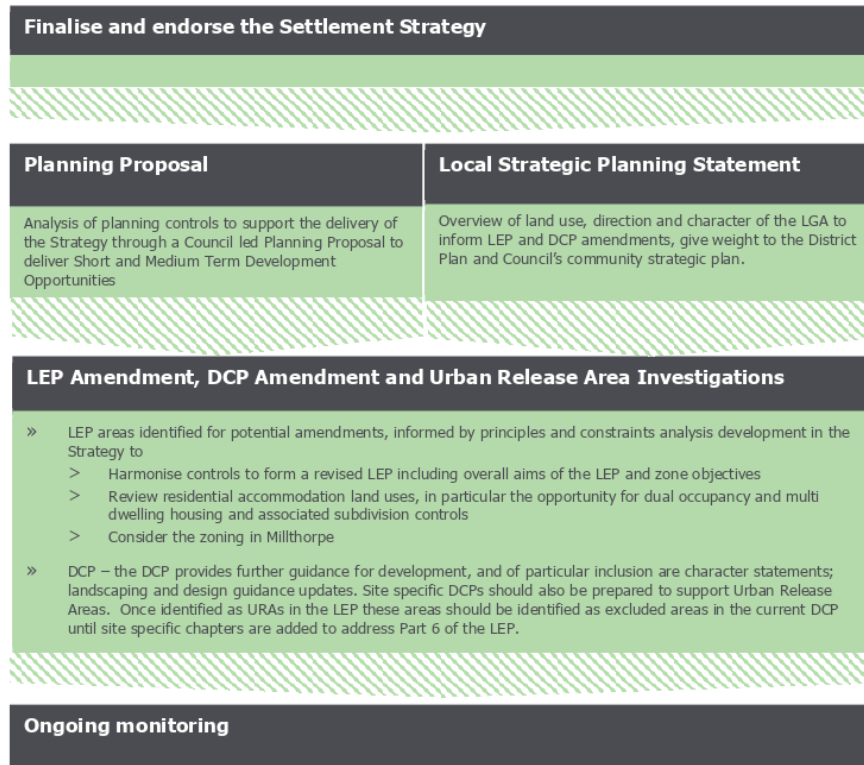 Finalise and endorse the Settlement Strategy
Planning Proposal
Analysis of planning controls to support the delivery of
the Strategy through a Council led Planning Proposal to
deliver Short and Medium Term Development
Opportunities
Local Strategic Planning Statement
Overview of land use, direction and character of the LGA to
inform LEP and DCP amendments, give weight to the District
Plan and Council's community strategic plan.
LEP Amendment, DCP Amendment and Urban Release Area Investigations
» LEP areas identified for potential amendments, informed by principles and constraints analysis development in the
Strategy to
> Harmonise controls to form a revised LEP including overall aims of the LEP and zone objectives
> Review residential accommodation land uses, in particular the opportunity for dual occupancy and multi
dwelling housing and associated subdivision controls
> Consider the zoning in Millthorpe
» DCP – the DCP provides further guidance for development, and of particular inclusion are character statements;
landscaping and design guidance updates. Site specific DCPs should also be prepared to support Urban Release
Areas. Once identified as URAs in the LEP these areas should be identified as excluded areas in the current DCP
until site specific chapters are added to address Part 6 of the LEP.
Ongoing monitoring